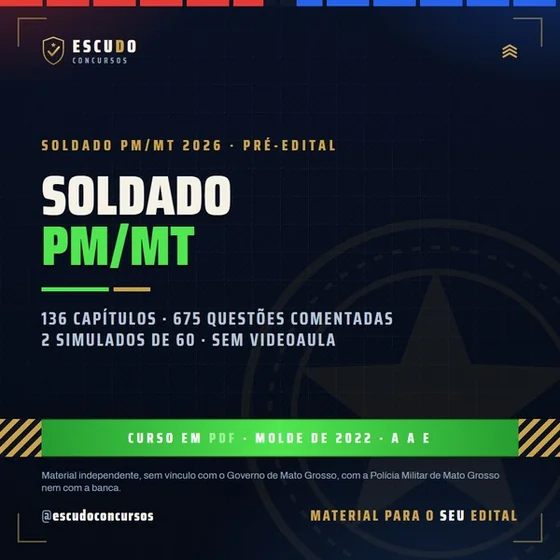 ESCUDO
CONCURSOS
SOLDADO PM/MT 2026 · PRÉ-EDITAL
SOLDADO
PM/MT
136 CAPÍTULOS · 675 QUESTÕES COMENTADAS
2 SIMULADOS DE 60 · SEM VIDEOAULA
CURSO EM PDF · MOLDE DE 2022 · A A E
Material independente, sem vínculo com o Governo de Mato Grosso, com a Polícia Militar de Mato Grosso
nem com a banca.
@escudoconcursos
MATERIAL PARA O SEU EDITAL